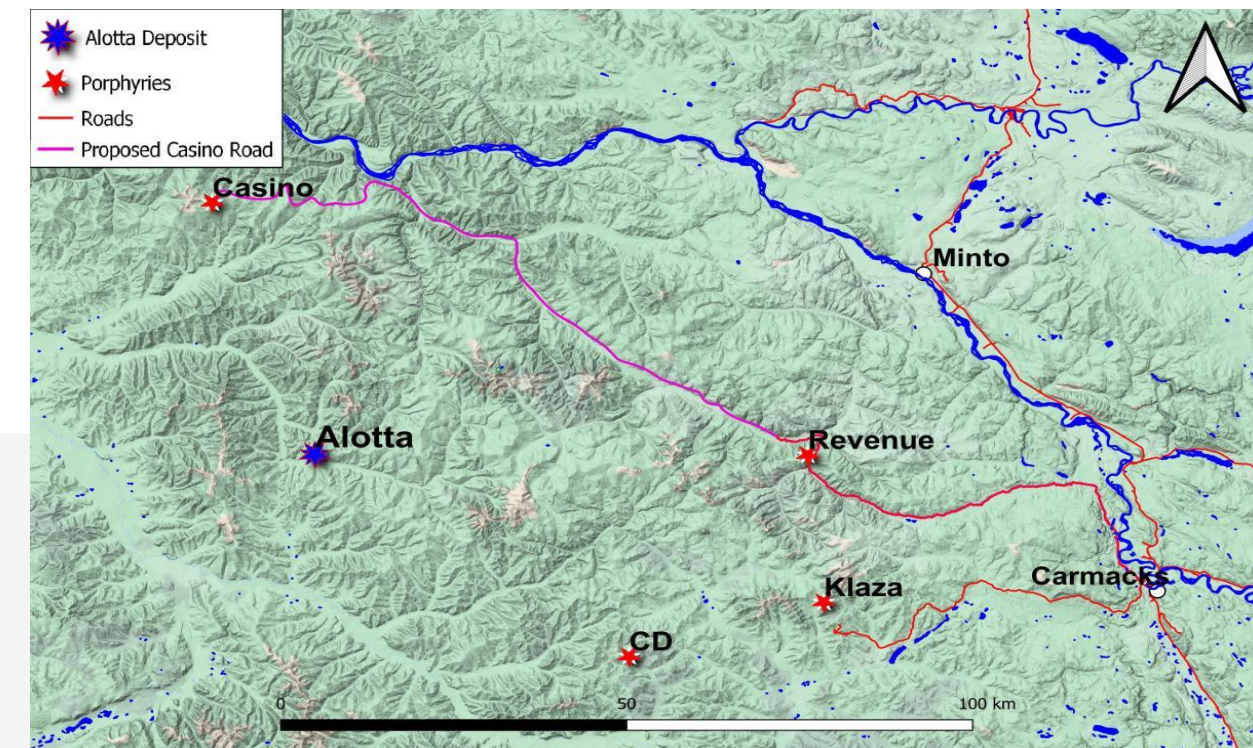 Alotta Deposit
Porphyries
Roads
Proposed Casino Road
Casino
Minto
Alotta
Revenue
Klaza
Carmacks
CD
0 50 100 km